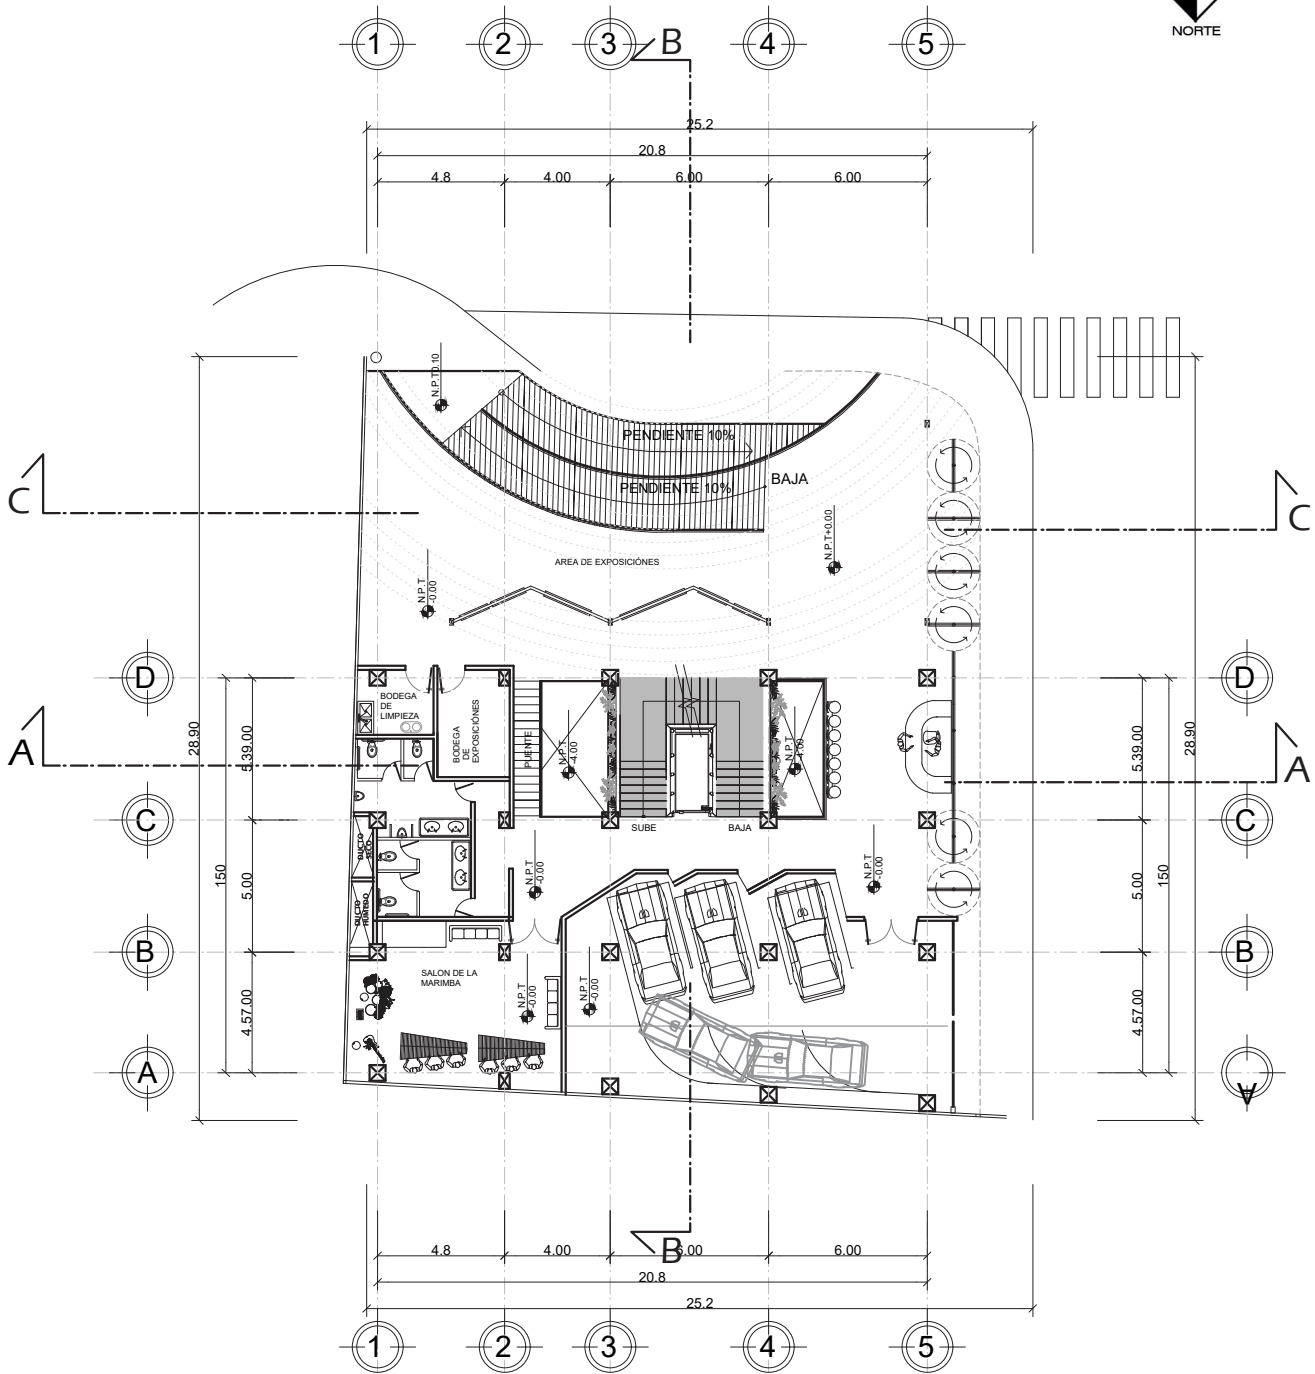 NORTE
1 2 3 4 5
B
25.2
20.8
4.8 4.00 6.00 6.00
N.P.T0.10
PENDIENTE 10%
PENDIENTE 10%
BAJA
C
C
AREA DE EXPOSICIÓNES
N.P.T+0.00
N.P.T
-0.00
D
D
BODEGA
DE
LIMPIEZA
BODEGA
DE
EXPOSICIÓNES
PUENTE
N.P.T
-4.00
N.P.T
-4.00
28.90
5.39.00
5.39.00
28.90
A
A
C
C
SUBE
BAJA
DUCTO
SECO
DUCTO
HUMEDO
N.P.T
-0.00
N.P.T
-0.00
150
5.00
5.00
150
B
B
SALON DE LA
MARIMBA
N.P.T
-0.00
N.P.T
-0.00
4.57.00
4.57.00
A
A
B
4.8 4.00 6.00 6.00
20.8
25.2
1 2 3 4 5